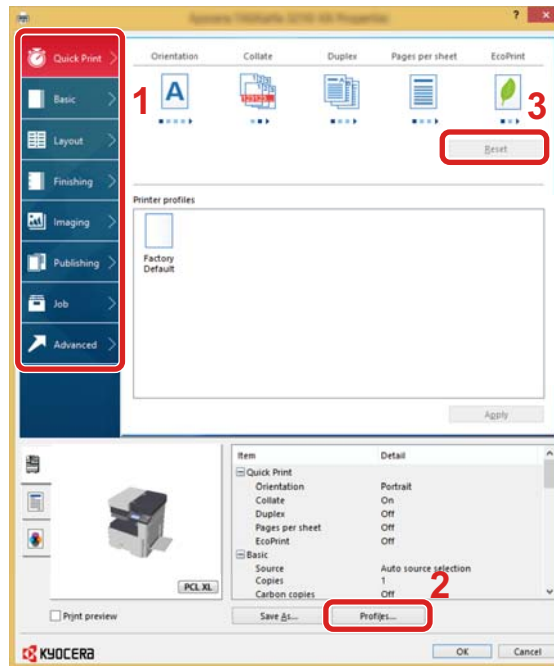 ?
Quick Print
Orientation Collate Duplex Pages per sheet EcoPrint
Basic
1
A
123123...
3
Layout
Reset
Finishing
Printer profiles
Imaging
Factory
Default
Publishing
Job
Advanced
Apply
Item Detail
Quick Print
Orientation Portrait
Collate On
Duplex Off
Pages per sheet Off
EcoPrint Off
Basic
Source Auto source selection
Copies 1
Carbon copies Off
PCL XL
2
Print preview
Save As...
Profiles...
KYOCERA
OK Cancel